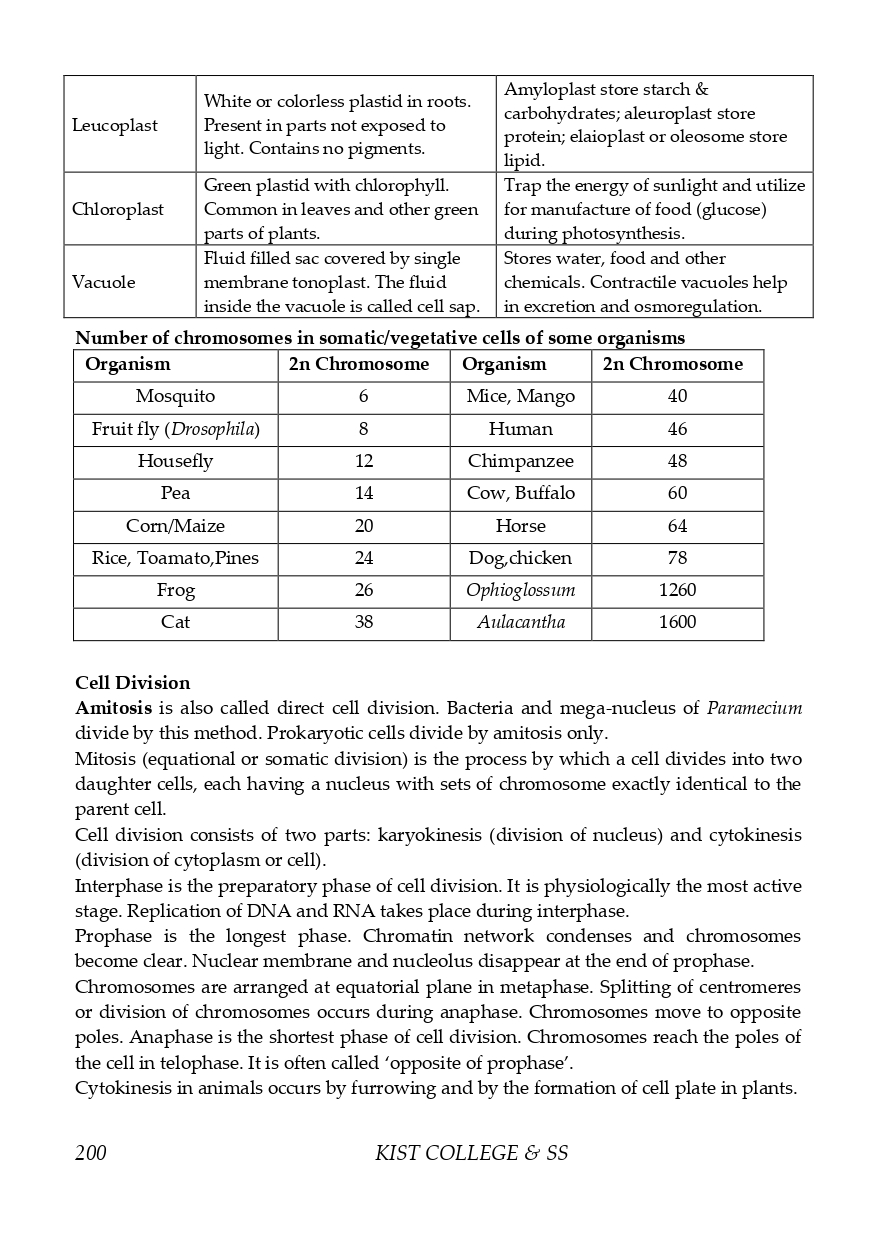 Leucoplast
White or colorless plastid in roots.
Present in parts not exposed to
light. Contains no pigments.
Amyloplast store starch &
carbohydrates; aleuroplast store
protein; elaioplast or oleosome store
lipid.
Chloroplast
Green plastid with chlorophyll.
Common in leaves and other green
parts of plants.
Trap the energy of sunlight and utilize
for manufacture of food (glucose)
during photosynthesis.
Vacuole
Fluid filled sac covered by single
membrane tonoplast. The fluid
inside the vacuole is called cell sap.
Stores water, food and other
chemicals. Contractile vacuoles help
in excretion and osmoregulation.
Number of chromosomes in somatic/vegetative cells of some organisms
Organism 2n Chromosome Organism 2n Chromosome
Mosquito 6 Mice, Mango 40
Fruit fly (Drosophila) 8 Human 46
Housefly 12 Chimpanzee 48
Pea 14 Cow, Buffalo 60
Corn/Maize 20 Horse 64
Rice, Toamato,Pines 24 Dog,chicken 78
Frog 26 Ophioglossum 1260
Cat 38 Aulacantha 1600
Cell Division
Amitosis is also called direct cell division. Bacteria and mega-nucleus of Paramecium
divide by this method. Prokaryotic cells divide by amitosis only.
Mitosis (equational or somatic division) is the process by which a cell divides into two
daughter cells, each having a nucleus with sets of chromosome exactly identical to the
parent cell.
Cell division consists of two parts: karyokinesis (division of nucleus) and cytokinesis
(division of cytoplasm or cell).
Interphase is the preparatory phase of cell division. It is physiologically the most active
stage. Replication of DNA and RNA takes place during interphase.
Prophase is the longest phase. Chromatin network condenses and chromosomes
become clear. Nuclear membrane and nucleolus disappear at the end of prophase.
Chromosomes are arranged at equatorial plane in metaphase. Splitting of centromeres
or division of chromosomes occurs during anaphase. Chromosomes move to opposite
poles. Anaphase is the shortest phase of cell division. Chromosomes reach the poles of
the cell in telophase. It is often called ‘opposite of prophase’.
Cytokinesis in animals occurs by furrowing and by the formation of cell plate in plants.
200 KIST COLLEGE & SS